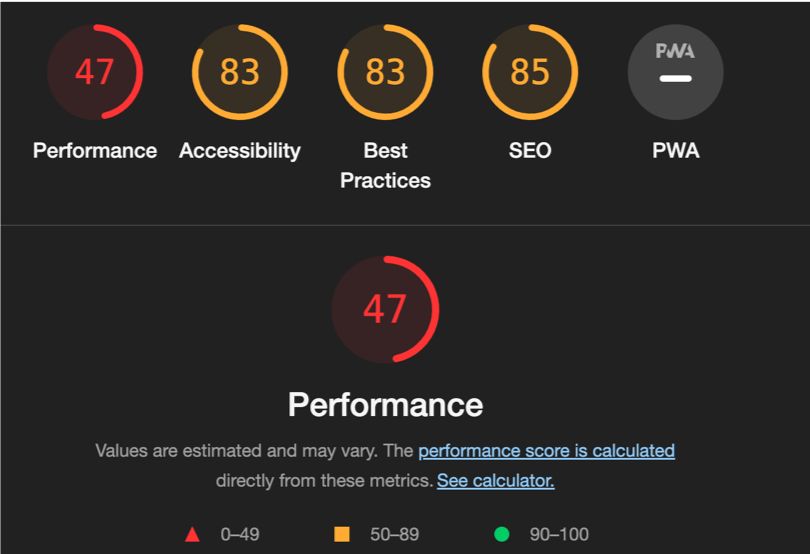 47
83
83
85
PWA
Performance
Accessibility
Best
Practices
SEO
PWA
47
Performance
Values are estimated and may vary. The performance score is calculated
directly from these metrics. See calculator.
0–49
50–89
90–100